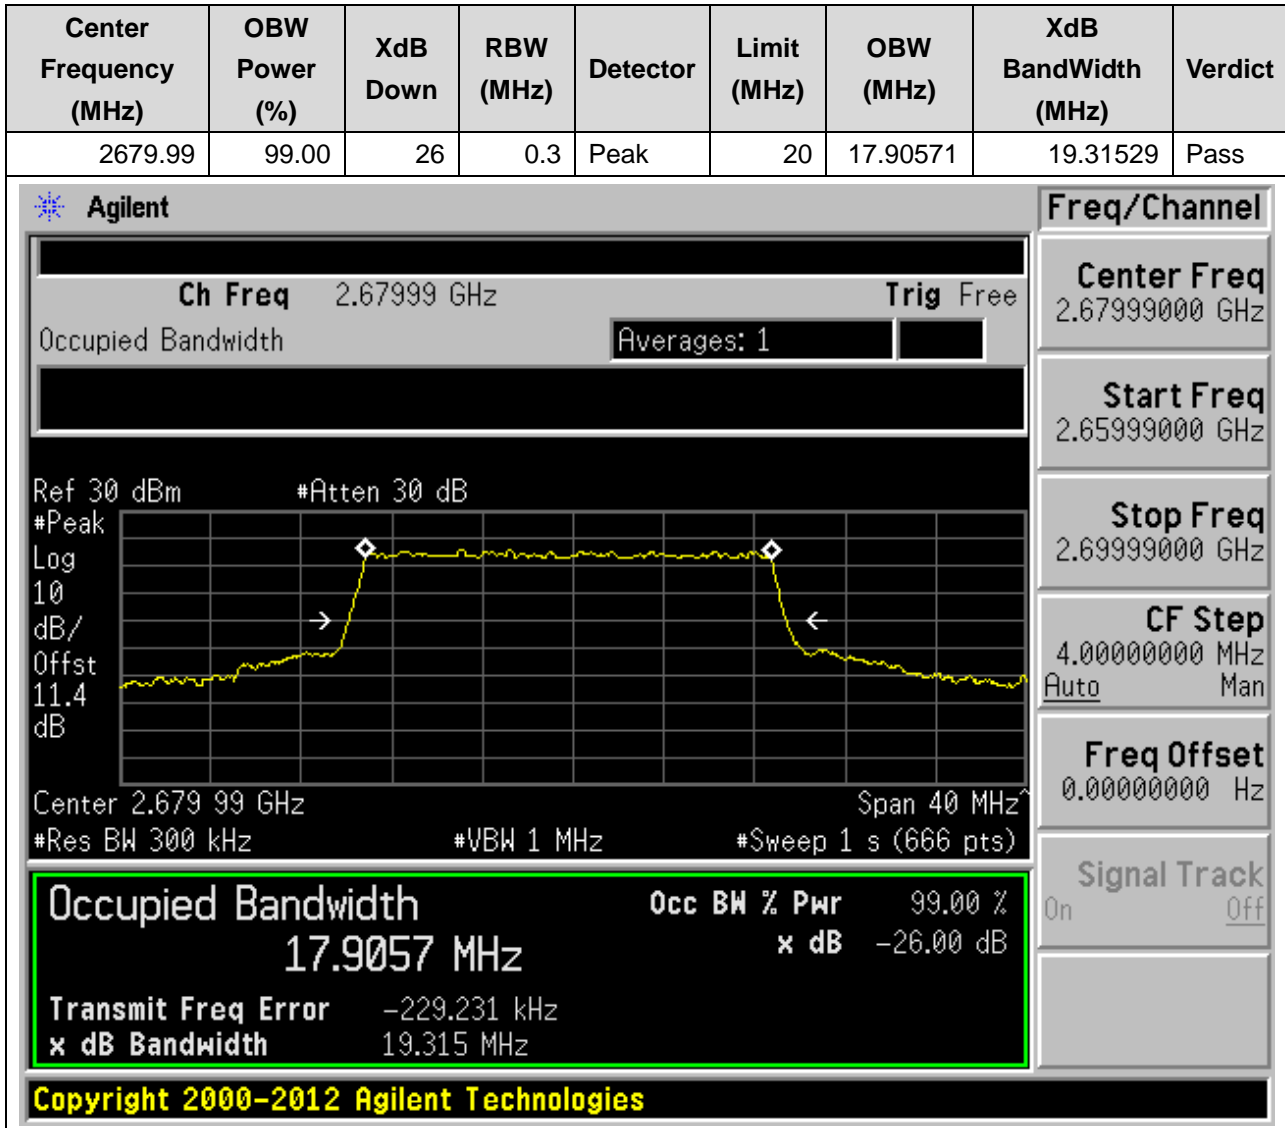 Center Frequency (MHz) OBW Power (%) XdB Down RBW (MHz) Detector Limit (MHz) OBW (MHz) XdB BandWidth (MHz) Verdict
2679.99 99.00 26 0.3 Peak 20 17.90571 19.31529 Pass
Agilent
Freq/Channel
Ch Freq 2.67999 GHz Trig Free
Occupied Bandwidth Averages: 1
Center Freq
2.67999000 GHz
Start Freq
2.65999000 GHz
Stop Freq
2.69999000 GHz
CF Step
4.00000000 MHz
Auto Man
Freq Offset
0.00000000 Hz
Signal Track
On Off
Ref 30 dBm #Atten 30 dB
#Peak
Log
10
dB/
Offst
11.4
dB
Center 2.679 99 GHz Span 40 MHz^
#Res BW 300 kHz #VBW 1 MHz #Sweep 1 s (666 pts)
Occupied Bandwidth Occ BW % Pwr 99.00 %
17.9057 MHz x dB -26.00 dB
Transmit Freq Error -229.231 kHz
x dB Bandwidth 19.315 MHz
Copyright 2000-2012 Agilent Technologies